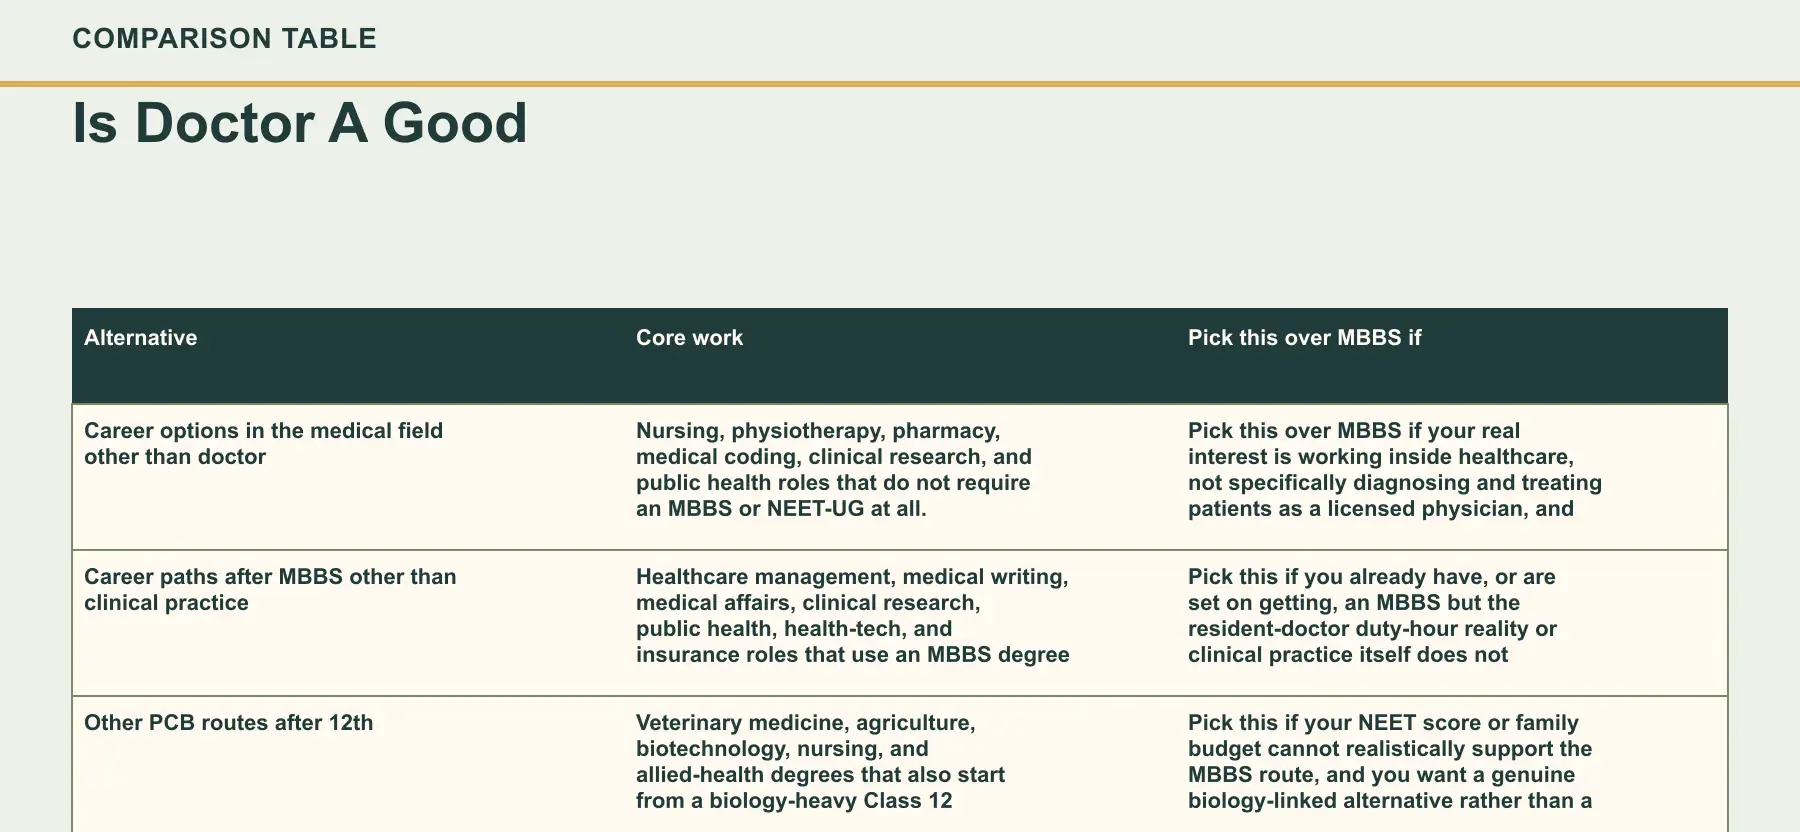 COMPARISON TABLE
Is Doctor A Good
Alternative
Core work
Pick this over MBBS if
Career options in the medical field
other than doctor
Nursing, physiotherapy, pharmacy,
medical coding, clinical research, and
public health roles that do not require
an MBBS or NEET-UG at all.
Pick this over MBBS if your real
interest is working inside healthcare,
not specifically diagnosing and treating
patients as a licensed physician, and
Career paths after MBBS other than
clinical practice
Healthcare management, medical writing,
medical affairs, clinical research,
public health, health-tech, and
insurance roles that use an MBBS degree
Pick this if you already have, or are
set on getting, an MBBS but the
resident-doctor duty-hour reality or
clinical practice itself does not
Other PCB routes after 12th
Veterinary medicine, agriculture,
biotechnology, nursing, and
allied-health degrees that also start
from a biology-heavy Class 12
Pick this if your NEET score or family
budget cannot realistically support the
MBBS route, and you want a genuine
biology-linked alternative rather than a